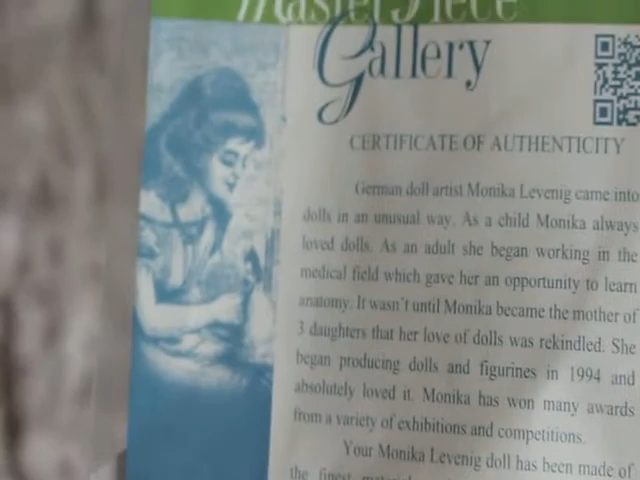 MasterPiece
Gallery
CERTIFICATE OF AUTHENTICITY
German doll artist Monika Levenig came into
dolls in an unusual way. As a child Monika always
loved dolls. As an adult she began working in the
medical field which gave her an opportunity to learn
anatomy. It wasn't until Monika became the mother of
3 daughters that her love of dolls was rekindled. She
began producing dolls and figurines in 1994 and
absolutely loved it. Monika has won many awards
from a variety of exhibitions and competitions.
Your Monika Levenig doll has been made of
the finest